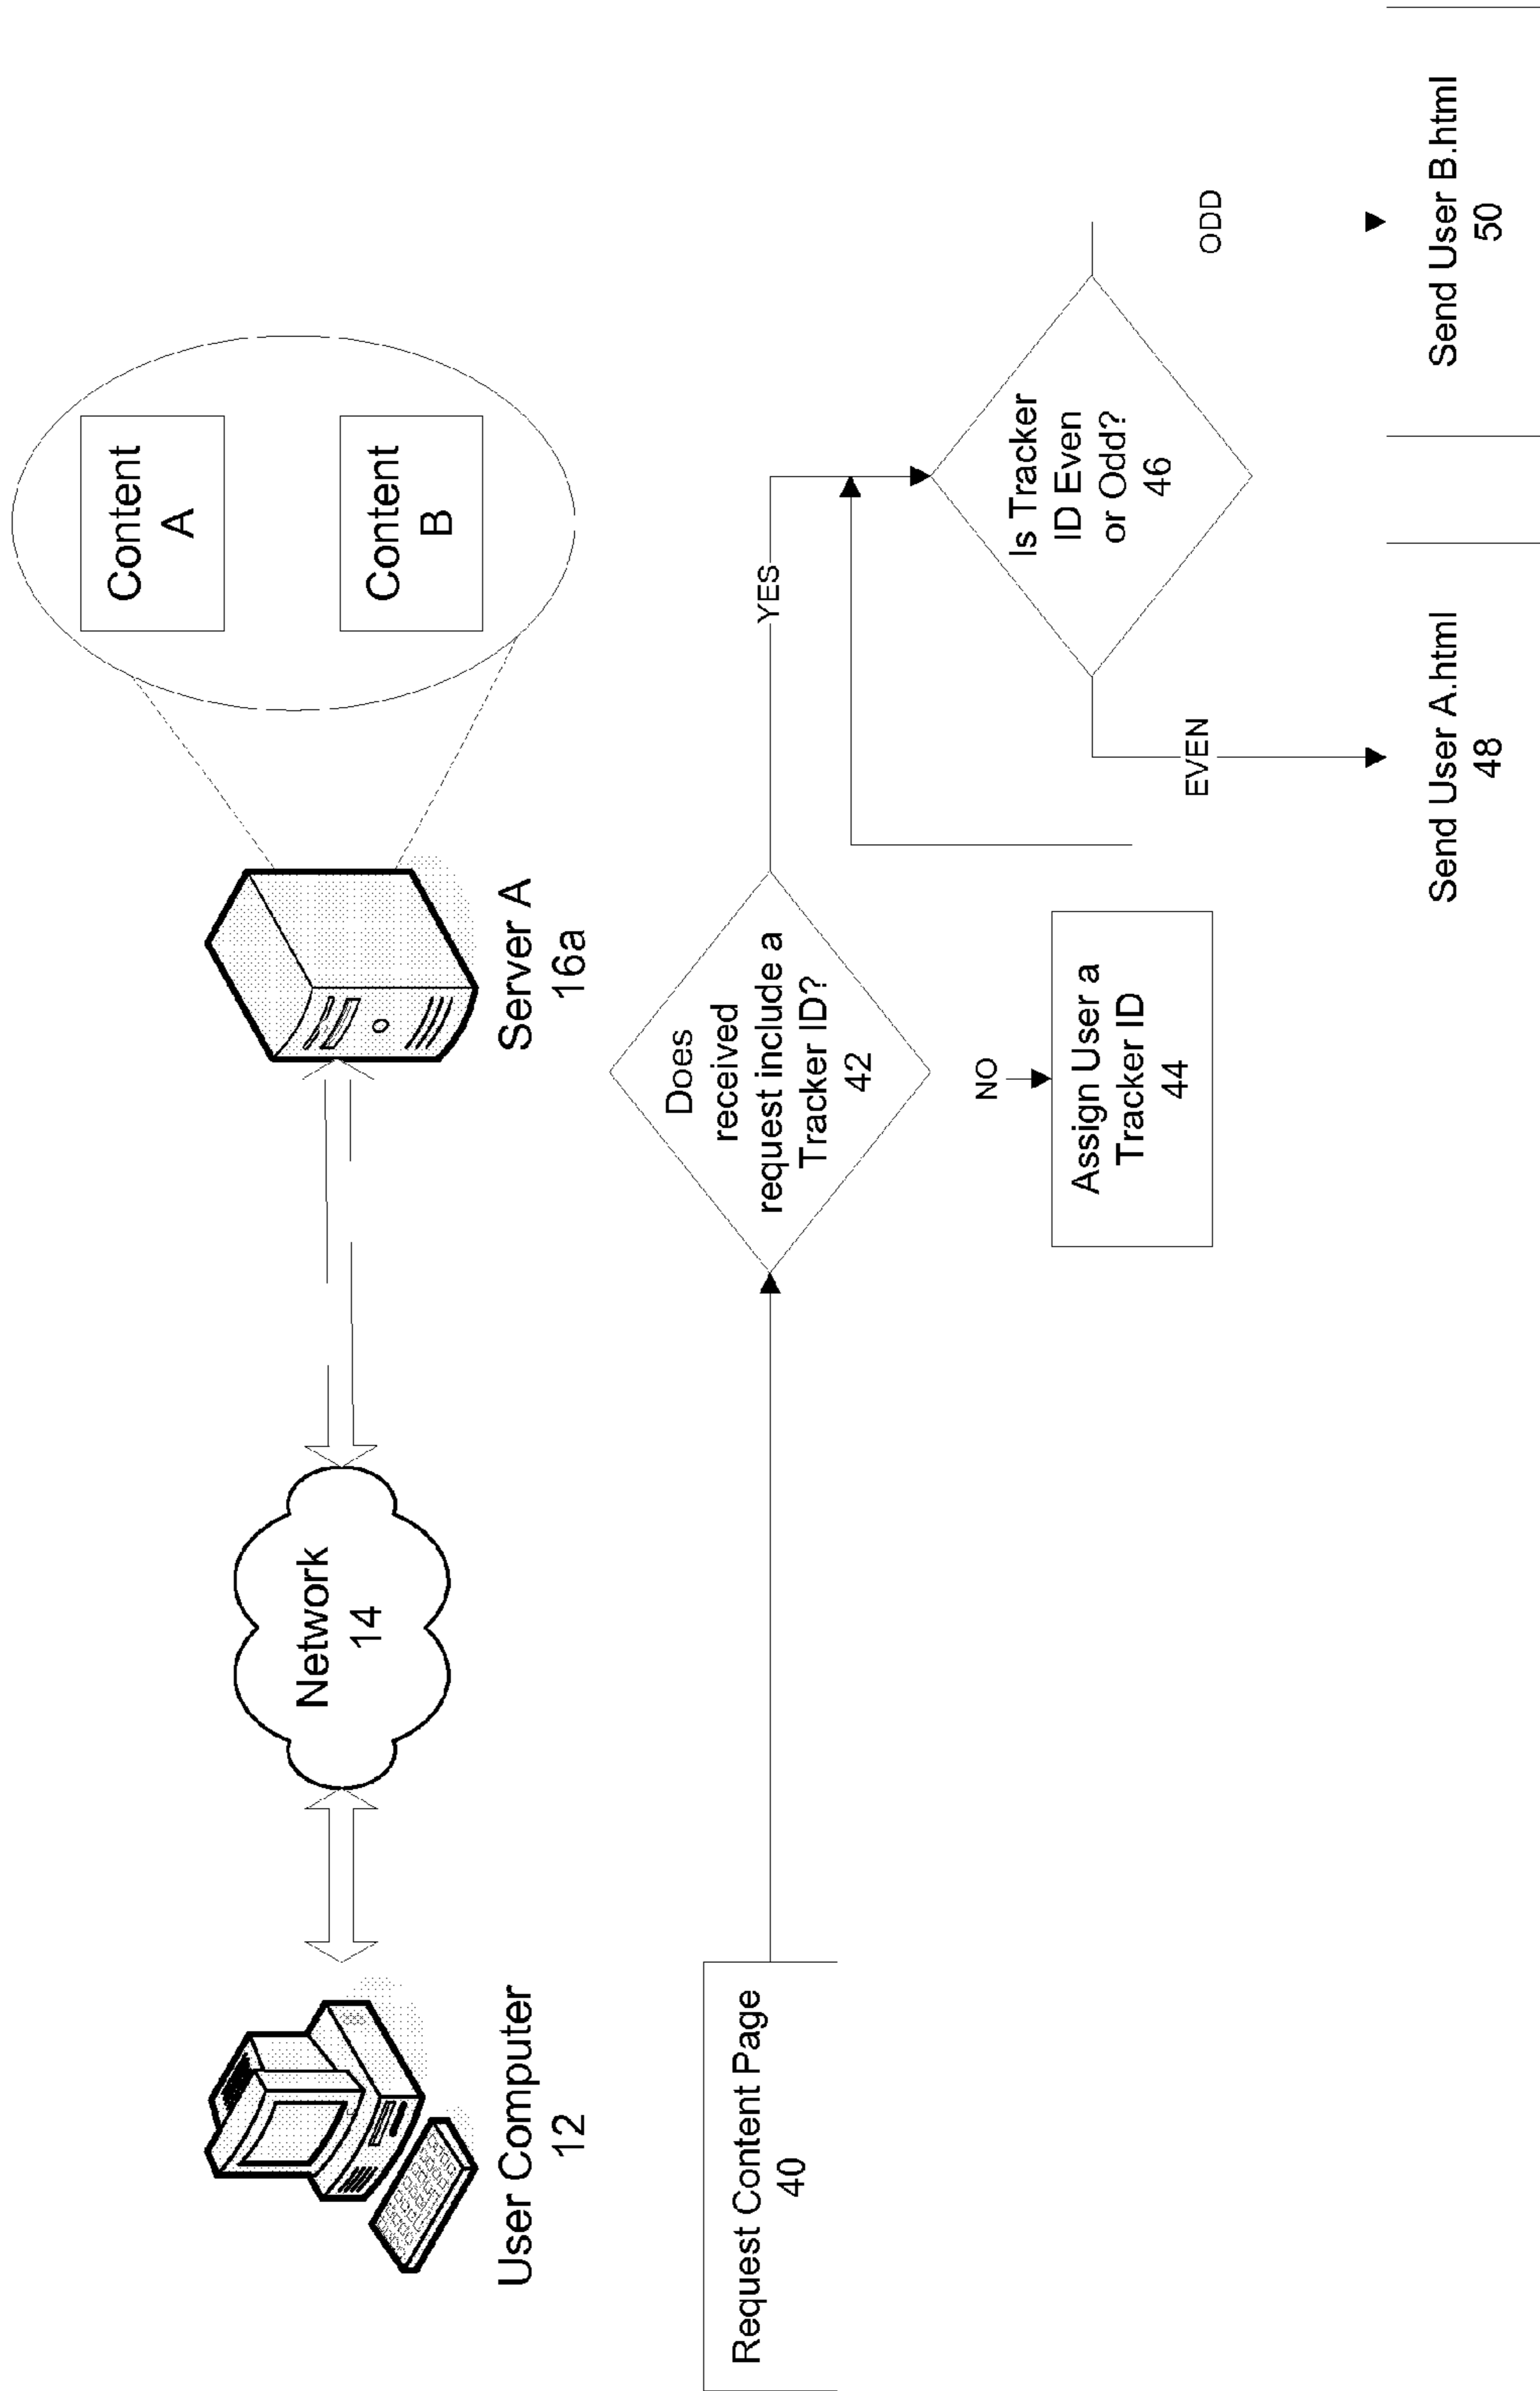 User Computer
12
Network
14
Server A
16a
Content
A
Content
B
Request Content Page
40
Does
received
request include a
Tracker ID?
42
YES
NO
Assign User a
Tracker ID
44
Is Tracker
ID Even
or Odd?
46
EVEN
ODD
Send User A.html
48
Send User B.html
50